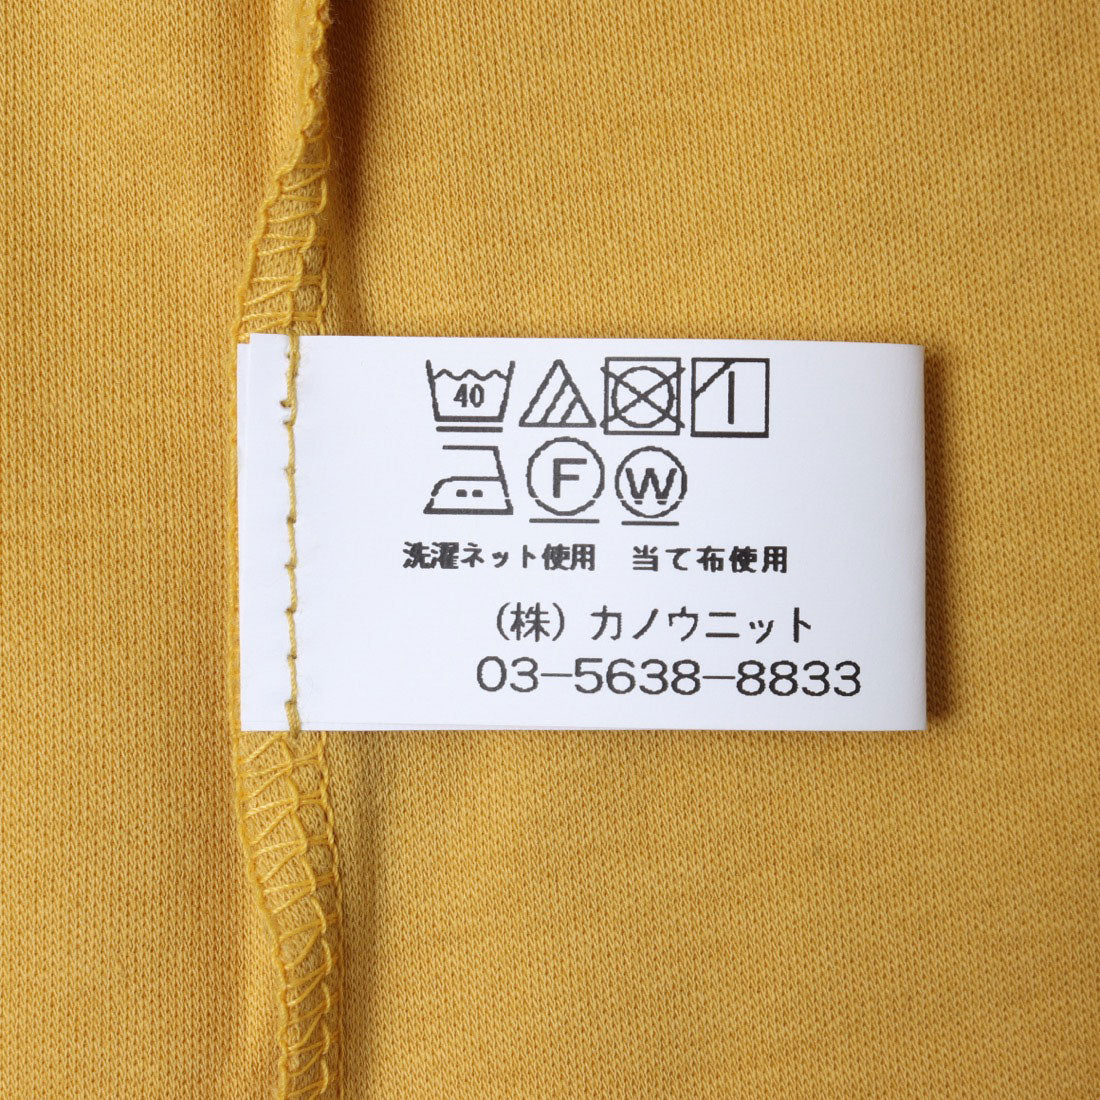 40
F W
洗濯ネット使用 当て布使用
(株) カノウニット
03-5638-8833